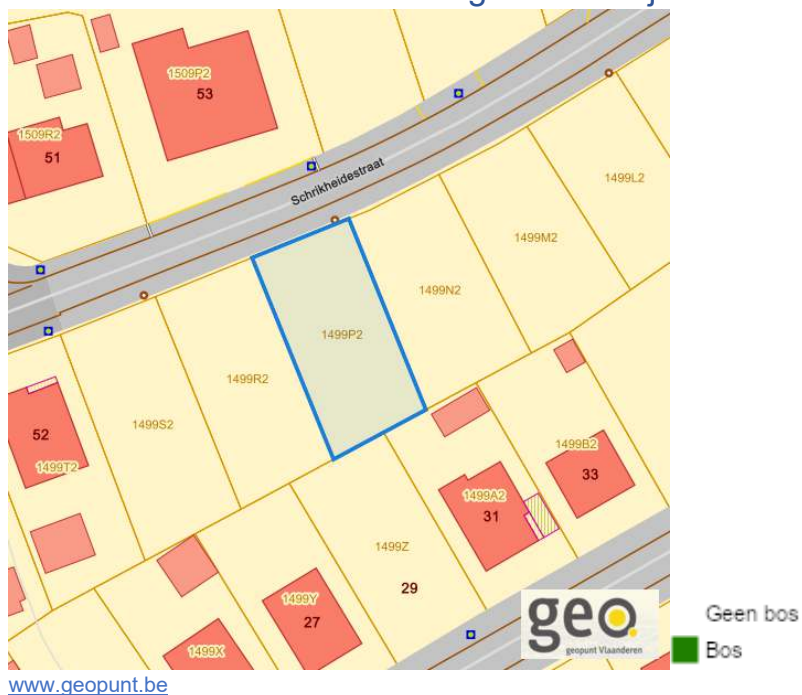 1509P2
53
1509R2
51
Schrikheidestraat
1499L2
1499M2
1499N2
1499P2
1499R2
1499S2
52
1499T2
1499B2
33
1499A2
31
1499Z
29
1499Y
27
1499X
geo
geopunt Vlaanderen
Geen bos
Bos
www.geopunt.be